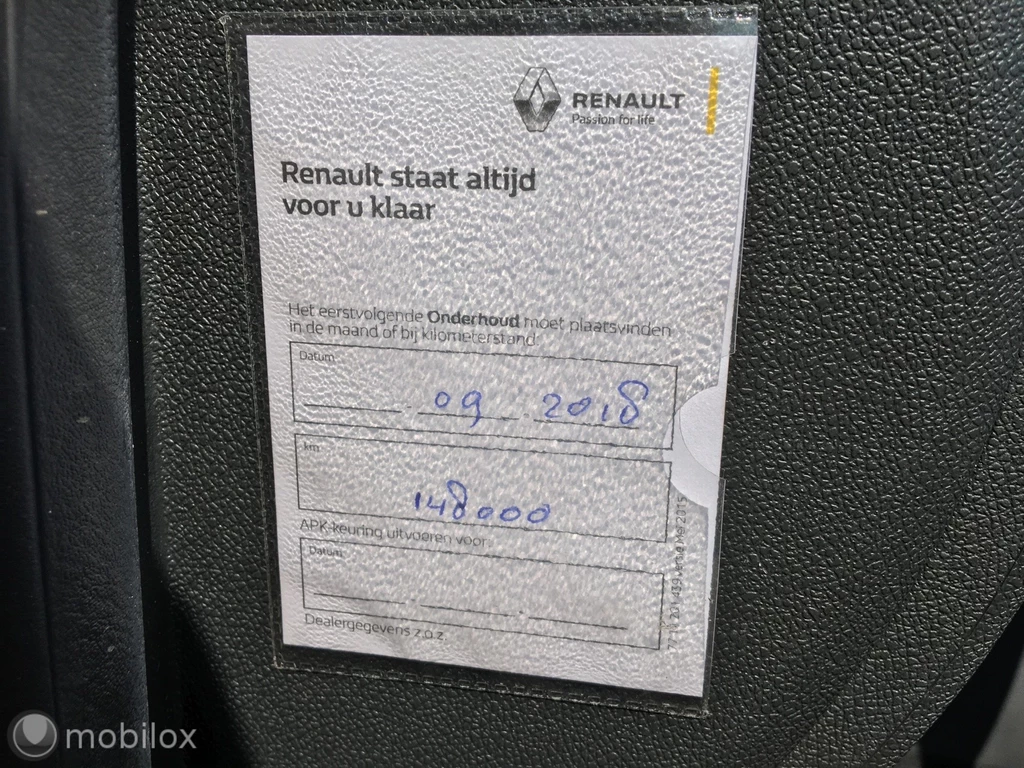 RENAULT
Passion for life
Renault staat altijd
voor u klaar
Het eerstvolgende Onderhoud moet plaatsvinden
in de maand of bij kilometerstand:
Datum
09 2018
km
148000
APK-keuring uitvoeren voor:
Datum
Dealergegevens z.o.z.
2015
mobilox